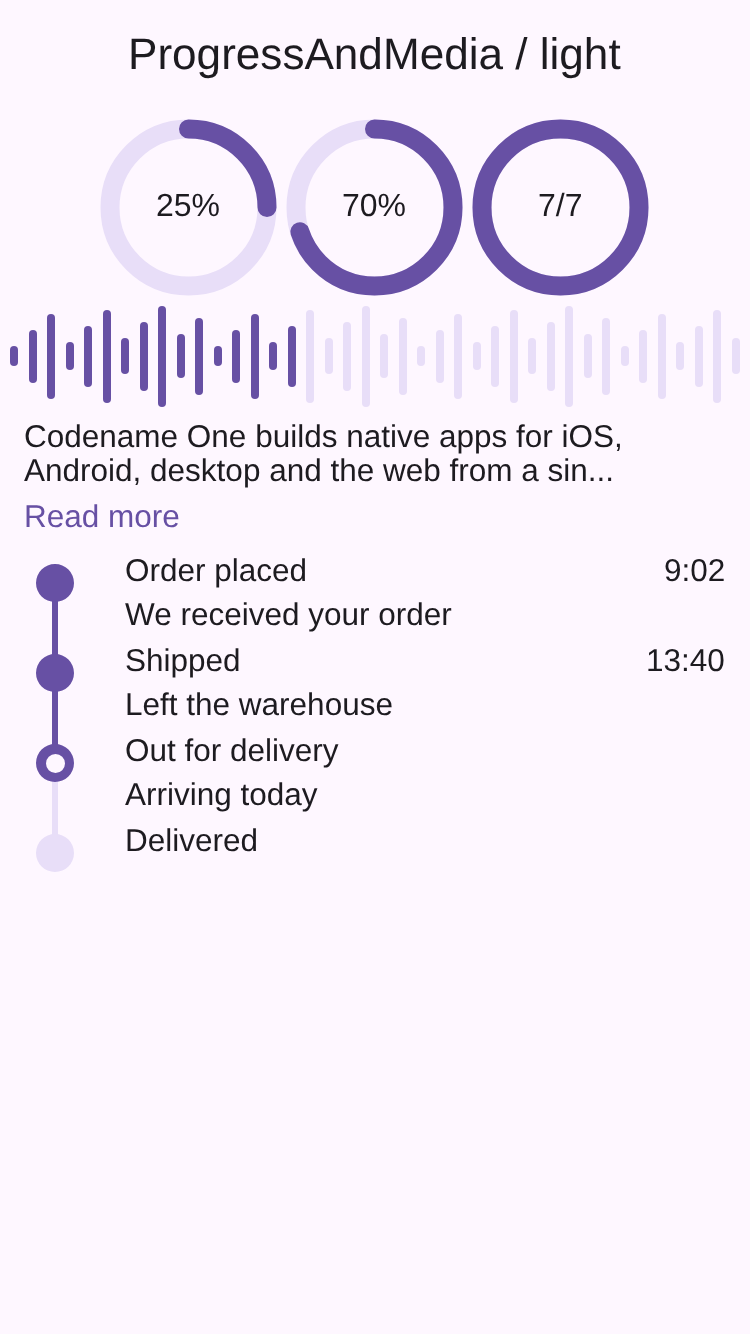 ProgressAndMedia / light
25% 70% 7/7
Codename One builds native apps for iOS,
Android, desktop and the web from a sin...
Read more
Order placed 9:02
We received your order
Shipped 13:40
Left the warehouse
Out for delivery
Arriving today
Delivered